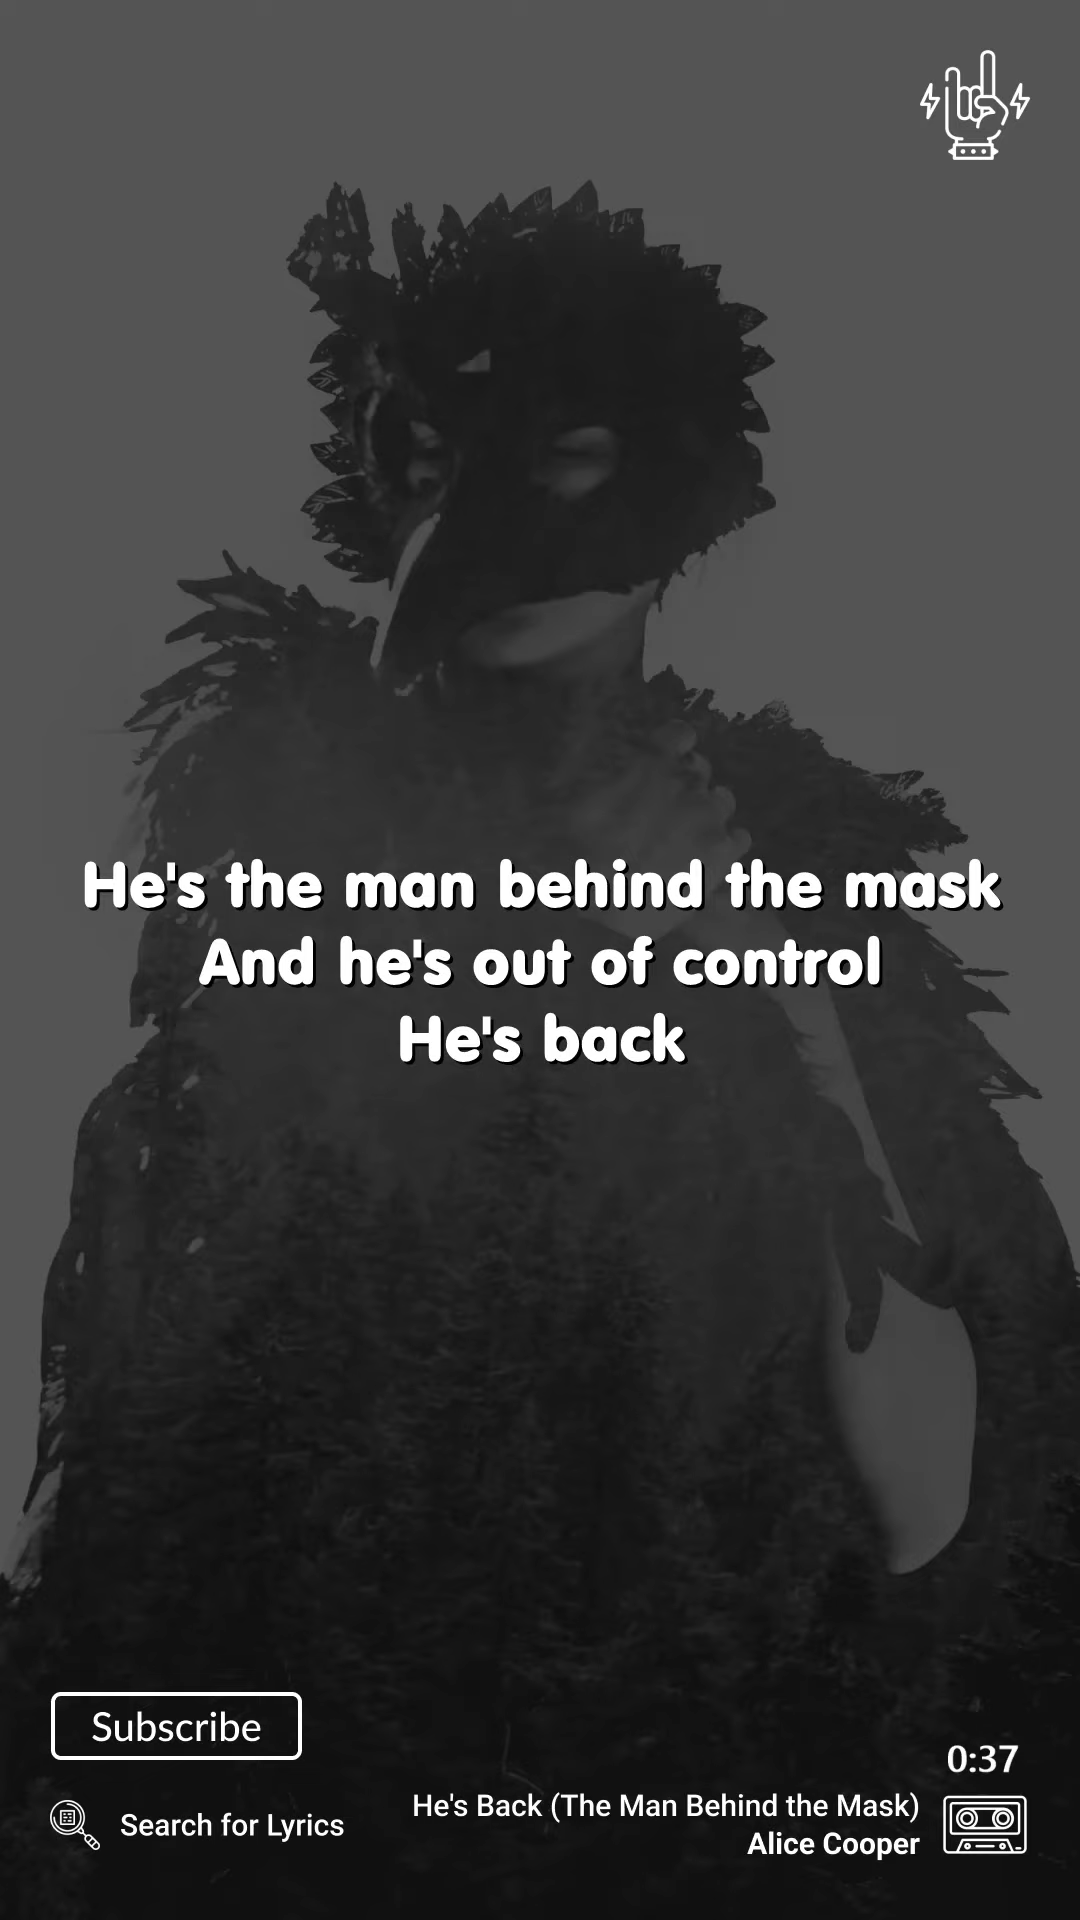 He's the man behind the mask
And he's out of control
He's back
Subscribe
0:37
Search for Lyrics
He's Back (The Man Behind the Mask)
Alice Cooper